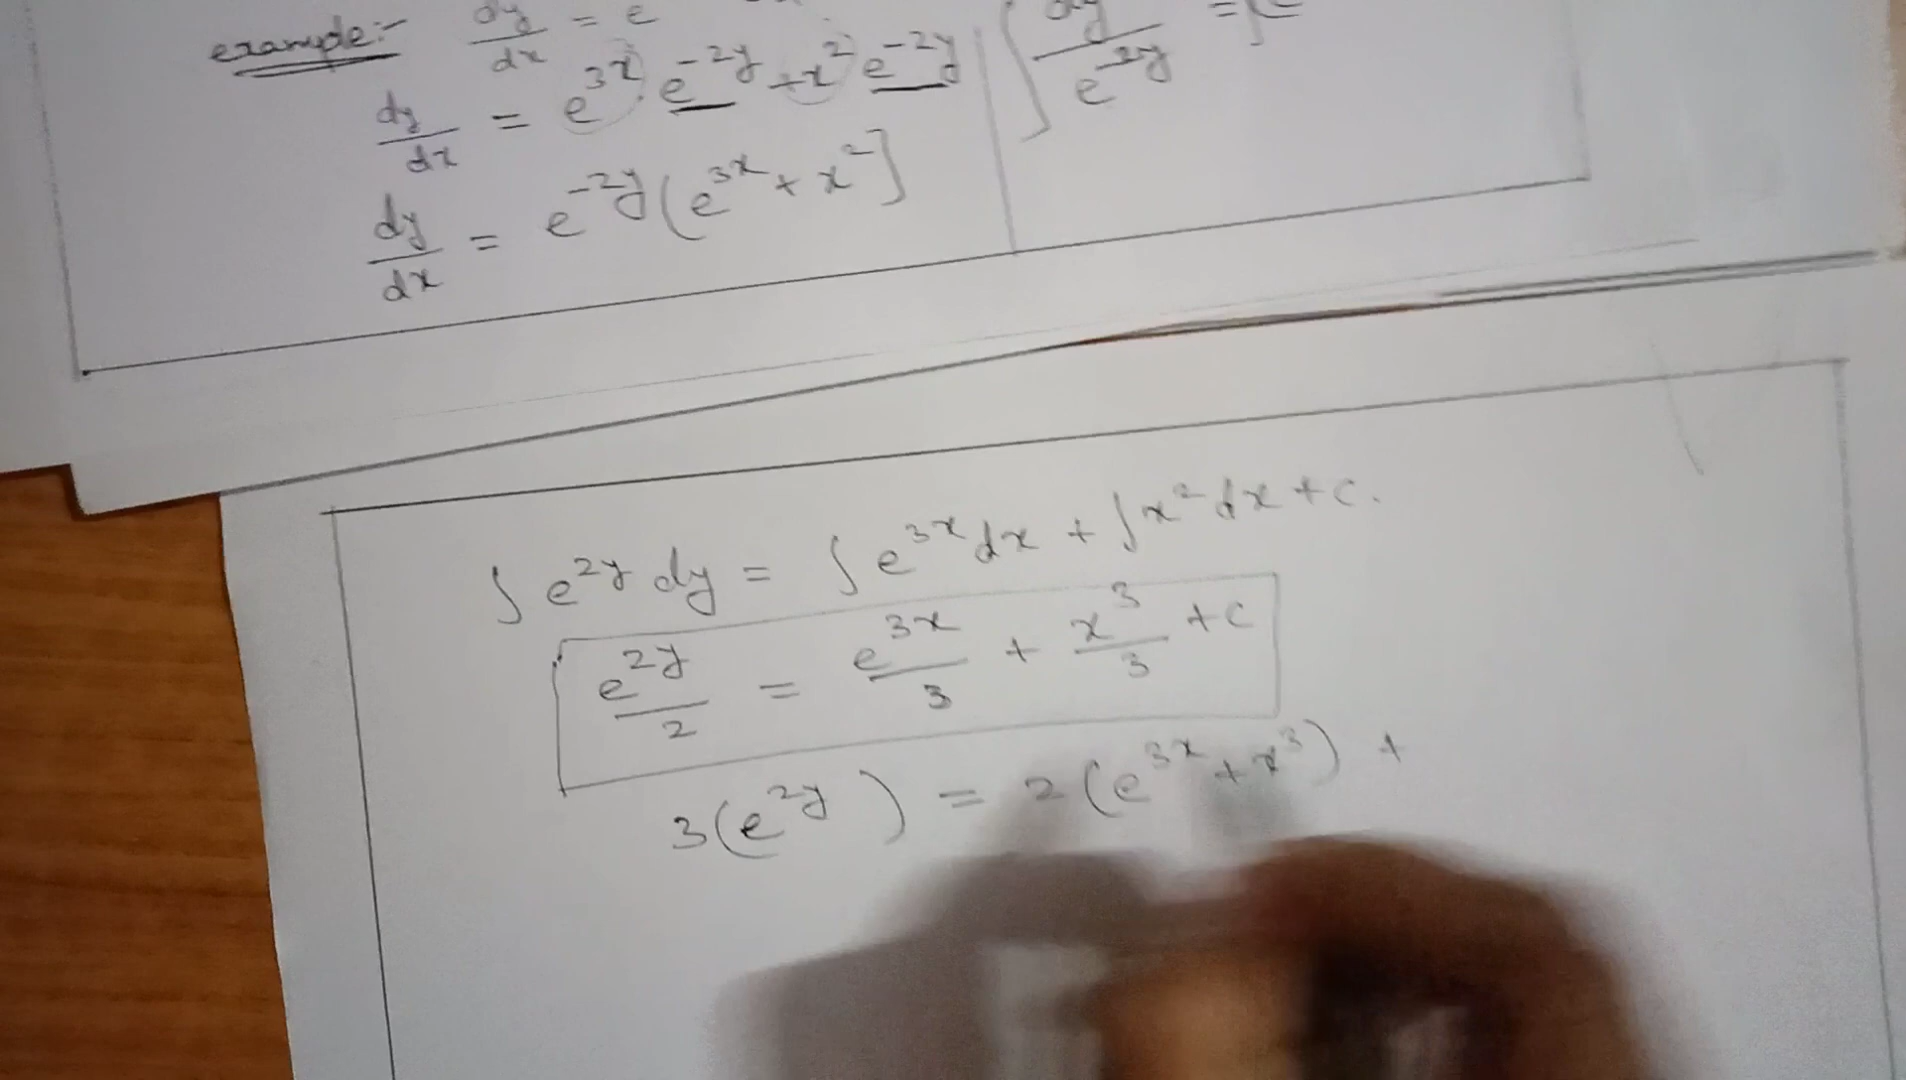 example:- dy/dx = e
dy/dx = e^3x · e^-2y + x^2 e^-2y
dy/dx = e^-2y (e^3x + x^2]
∫ dy/e^-2y = ∫
∫ e^2y dy = ∫ e^3x dx + ∫ x^2 dx + c.
e^2y/2 = e^3x/3 + x^3/3 + c
3(e^2y) = 2(e^3x + x^3) +